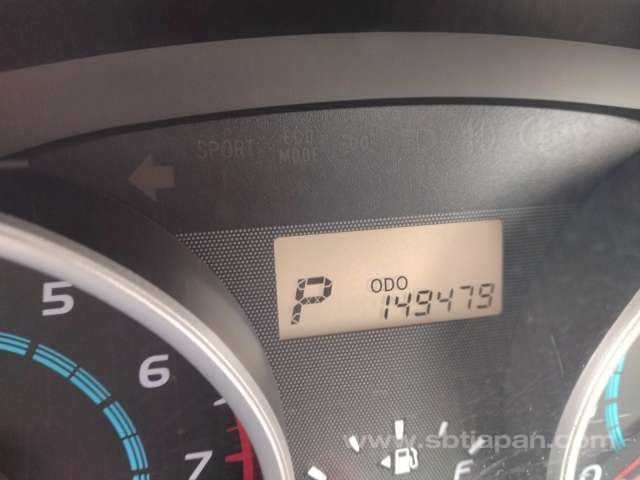 SPORT
ECO
MODE
P
ODO
149479
5
6
7
F
www.sbtjapan.com